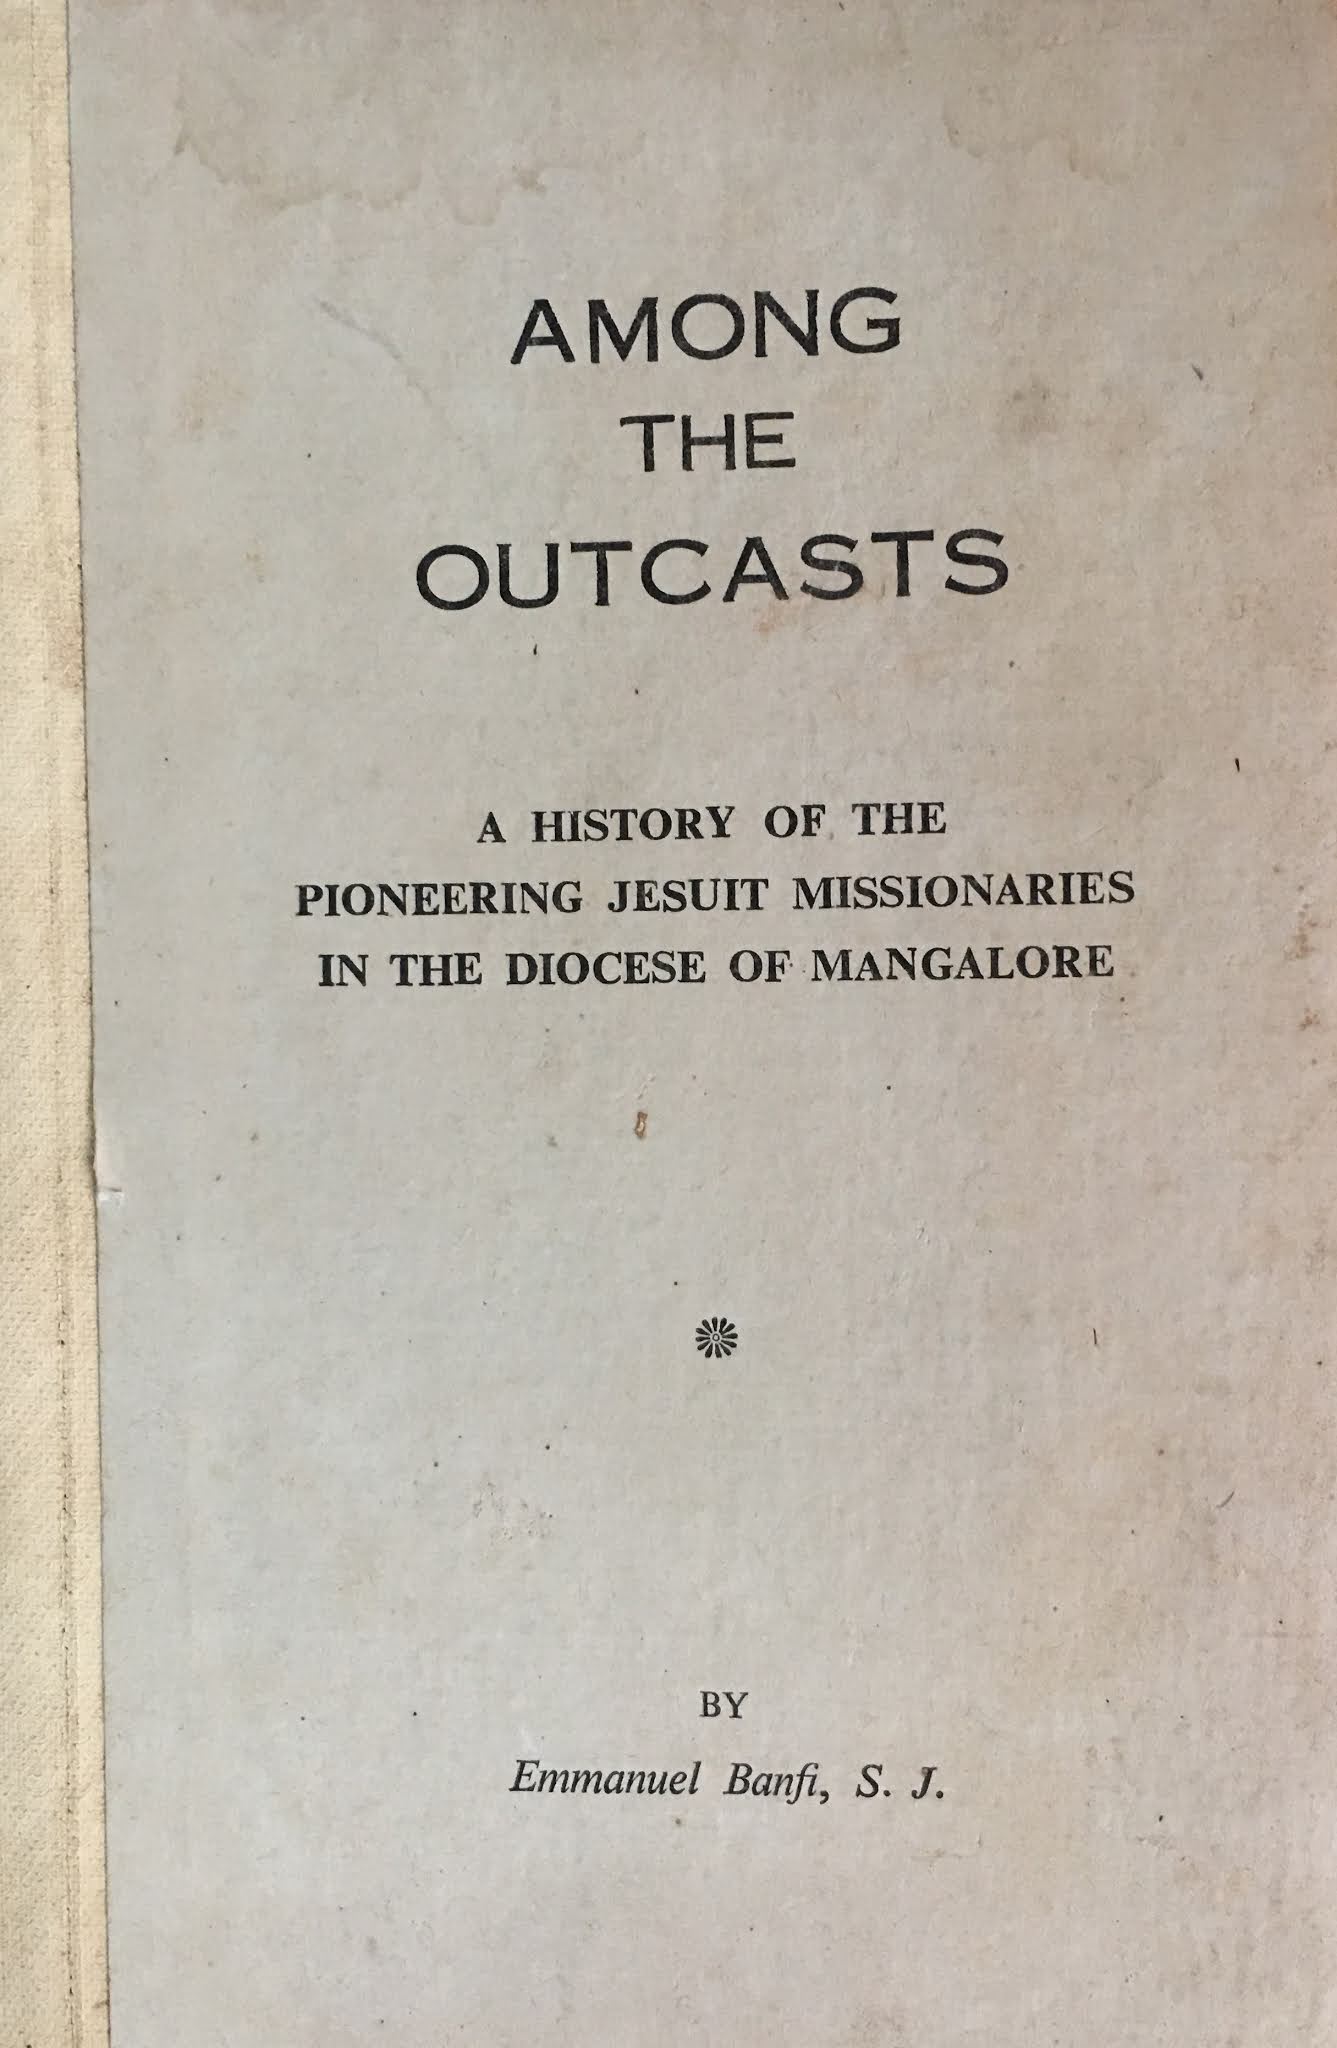 AMONG
THE
OUTCASTS
A HISTORY OF THE
PIONEERING JESUIT MISSIONARIES
IN THE DIOCESE OF MANGALORE
BY
Emmanuel Banfi, S. J.